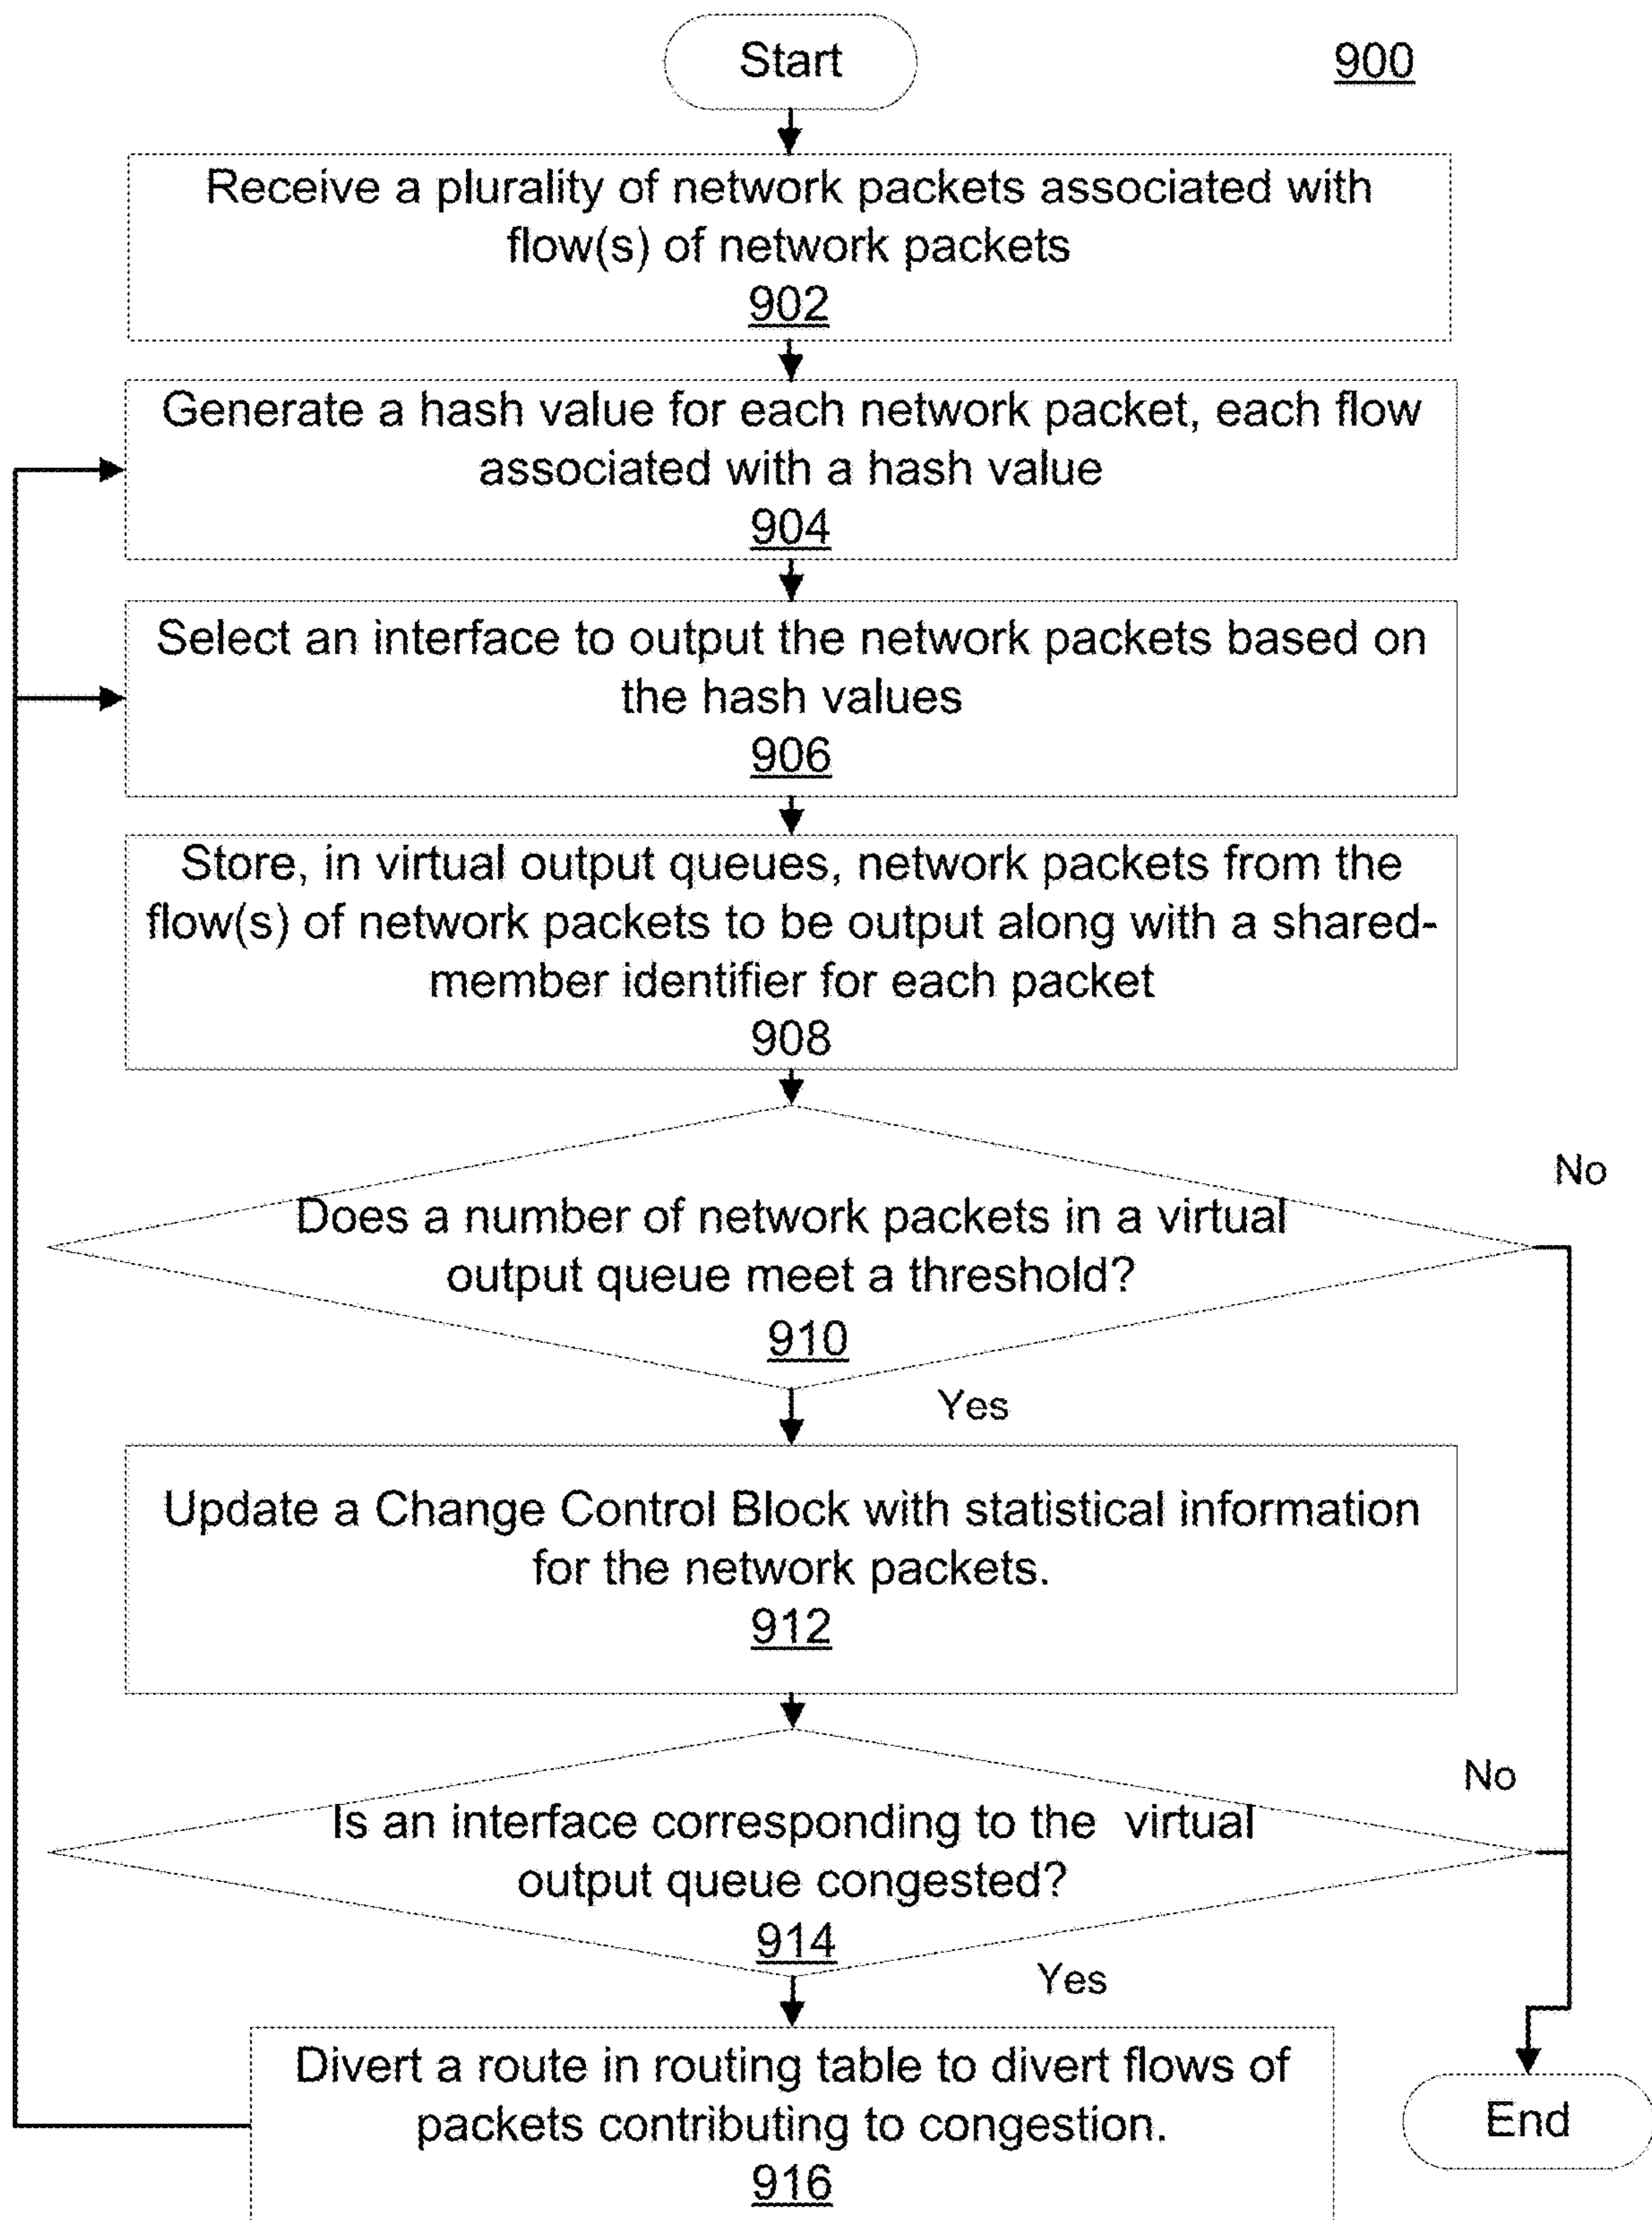 Start
900
Receive a plurality of network packets associated with
flow(s) of network packets
902
Generate a hash value for each network packet, each flow
associated with a hash value
904
Select an interface to output the network packets based on
the hash values
906
Store, in virtual output queues, network packets from the
flow(s) of network packets to be output along with a shared-
member identifier for each packet
908
No
Does a number of network packets in a virtual
output queue meet a threshold?
910
Yes
Update a Change Control Block with statistical information
for the network packets.
912
No
Is an interface corresponding to the virtual
output queue congested?
914
Yes
Divert a route in routing table to divert flows of
packets contributing to congestion.
916
End